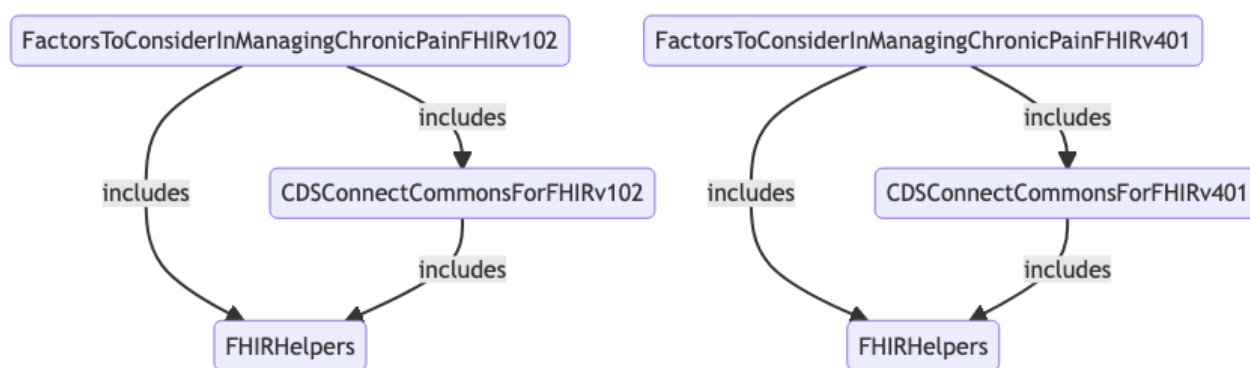 FactorsToConsiderInManagingChronicPainFHIRv102
FactorsToConsiderInManagingChronicPainFHIRv401
includes
includes
includes
CDSConnectCommonsForFHIRv102
includes
CDSConnectCommonsForFHIRv401
includes
includes
FHIRHelpers
FHIRHelpers